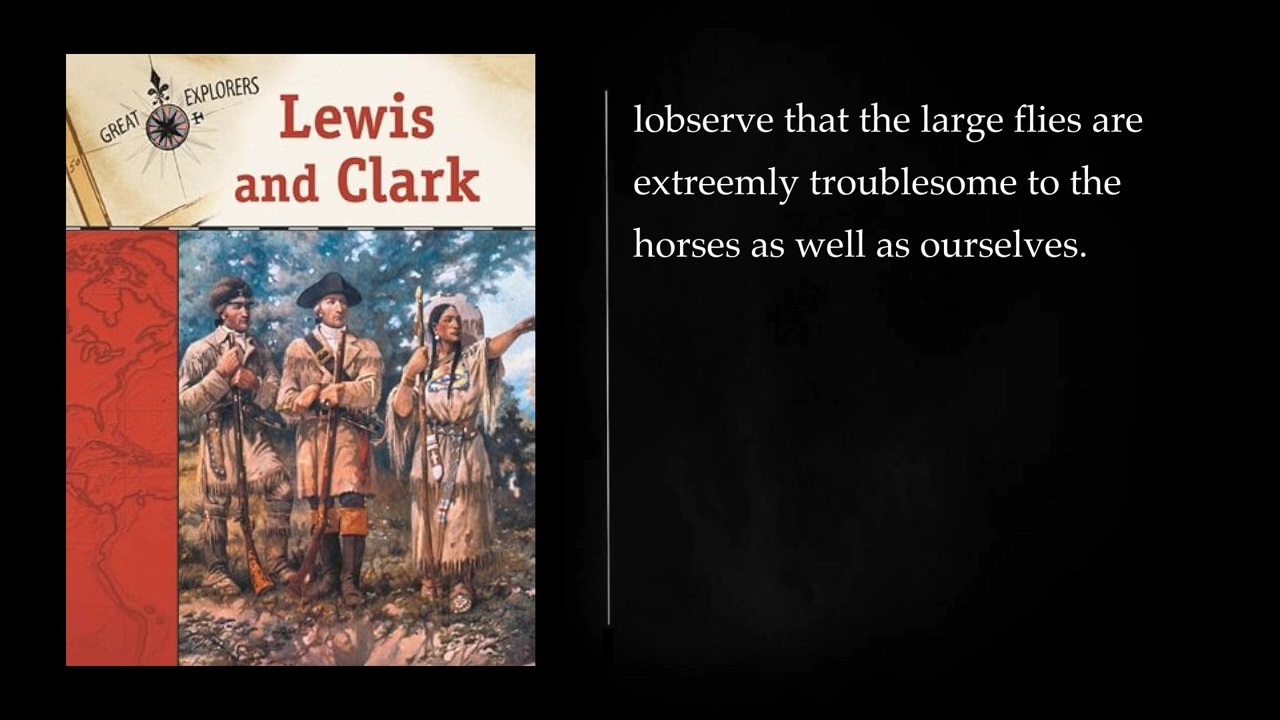 GREAT EXPLORERS
Lewis
and Clark
50
lobserve that the large flies are
extreemly troublesome to the
horses as well as ourselves.